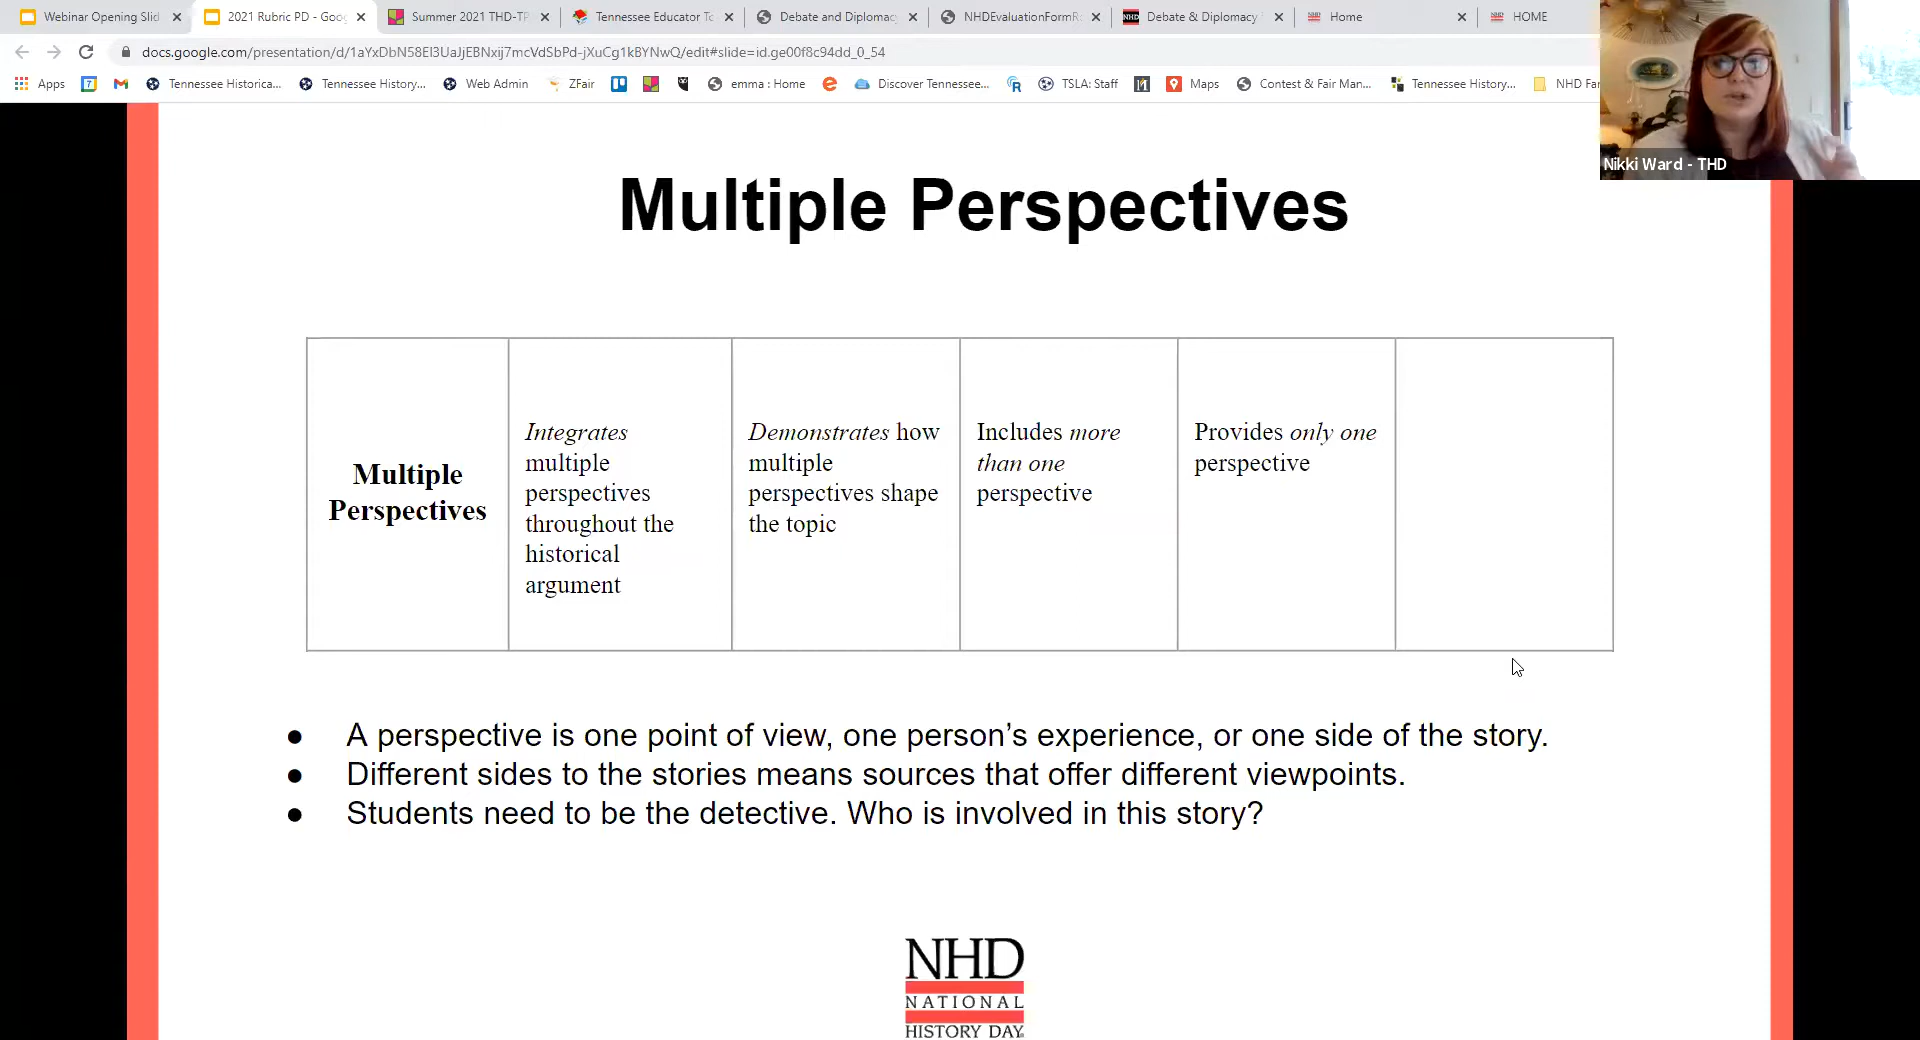 Webinar Opening Slid
2021 Rubric PD - Goo
Summer 2021 THD-TP
Tennessee Educator To
Debate and Diplomac
NHDEvaluationFormR
Debate & Diplomacy
Home
HOME
docs.google.com/presentation/d/1aYxDbN58El3UaJjEBNxij7mcVdSbPd-jXuCg1kBYNwQ/edit#slide=id.ge00f8c94dd_0_54
Apps
Tennessee Historica...
Tennessee History...
Web Admin
ZFair
emma : Home
Discover Tennessee...
TSLA: Staff
Maps
Contest & Fair Man...
Tennessee History...
NHD Fa
Nikki Ward - THD
Multiple Perspectives
Multiple
Perspectives
Integrates
multiple
perspectives
throughout the
historical
argument
Demonstrates how
multiple
perspectives shape
the topic
Includes more
than one
perspective
Provides only one
perspective
● A perspective is one point of view, one person’s experience, or one side of the story.
● Different sides to the stories means sources that offer different viewpoints.
● Students need to be the detective. Who is involved in this story?
NHD
NATIONAL
HISTORY DAY